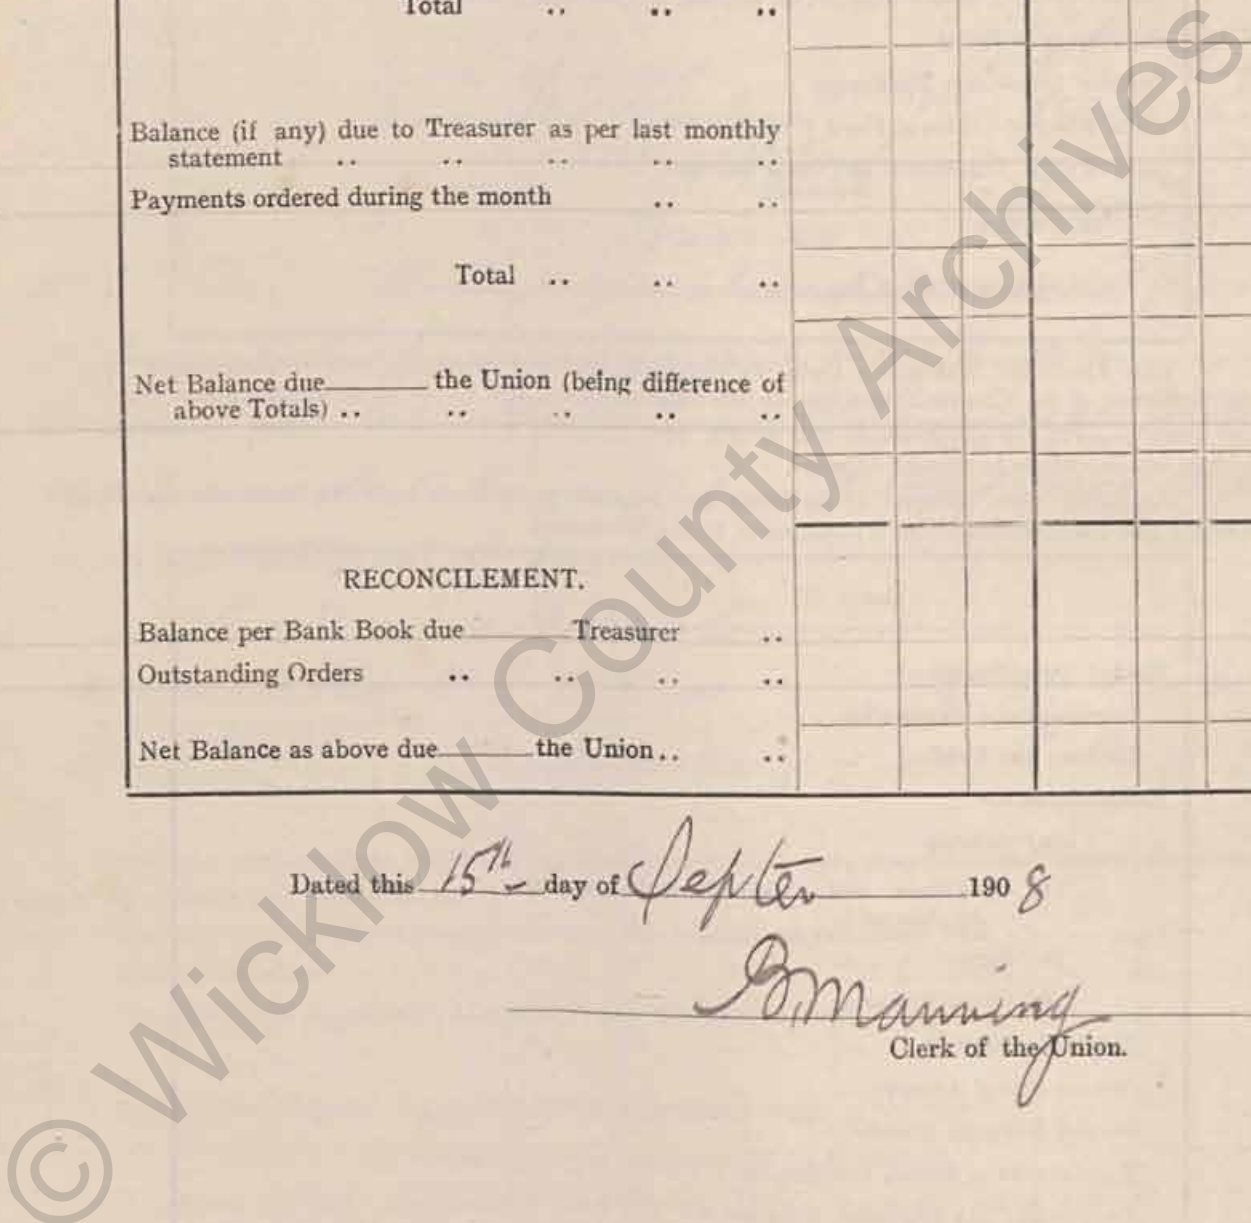 Total .. .. ..
Balance (if any) due to Treasurer as per last monthly
statement .. .. .. .. ..
Payments ordered during the month .. ..
Total .. .. ..
Net Balance due______ the Union (being difference of
above Totals) .. .. .. .. ..
RECONCILEMENT.
Balance per Bank Book due ______ Treasurer ..
Outstanding Orders .. .. .. ..
Net Balance as above due______ the Union.. ..
Dated this 15th day of Septer 1908
B. Manning
Clerk of the Union.
© Wicklow County Archives